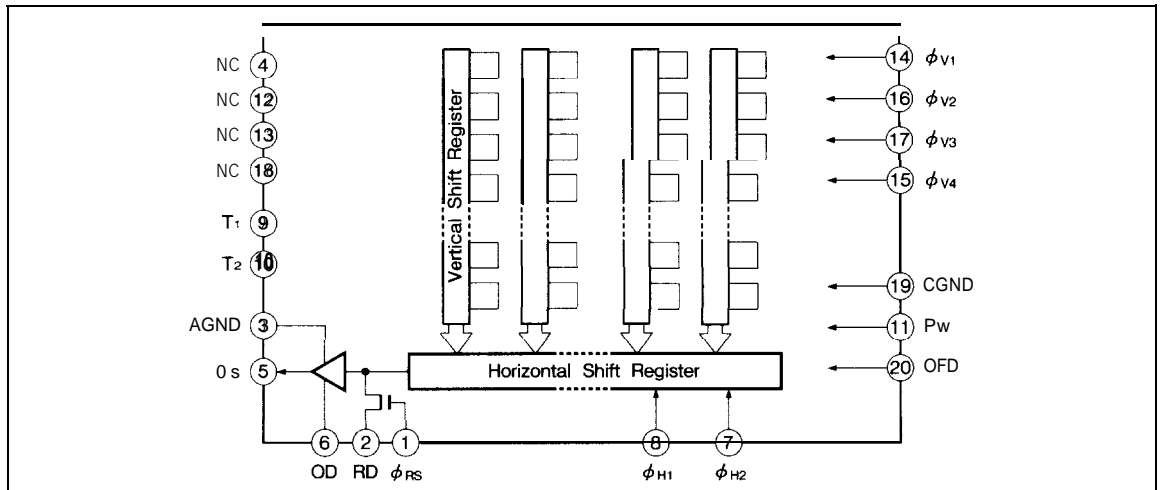 NC 4
NC 12
NC 13
NC 18
T1 9
T2 10
AGND 3
0 s 5
Vertical Shift Register
Horizontal Shift Register
14 ϕV1
16 ϕV2
17 ϕV3
15 ϕV4
19 CGND
11 Pw
20 OFD
6 2 1 8 7
OD RD ϕRS ϕH1 ϕH2